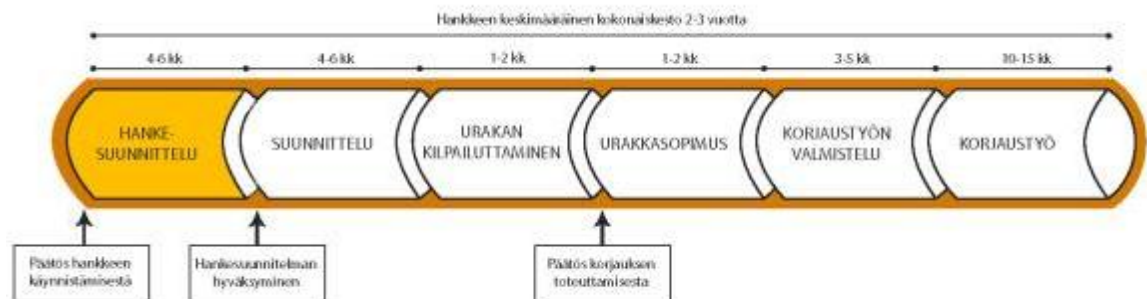 Hankkeen keskimääräinen kokonaiskesto 2-3 vuotta
4-6 kk
4-6 kk
1-2 kk
1-2 kk
3-5 kk
10-15 kk
HANKE-
SUUNNITTELU
SUUNNITTELU
URAKAN
KILPAILUTTAMINEN
URAKKASOPIMUS
KORJAUSTYÖN
VALMISTELU
KORJAUSTYÖ
Päätös hankkeen
käynnistämisestä
Hankesuunnitelman
hyväksyminen
Päätös korjauksen
toteuttamisesta